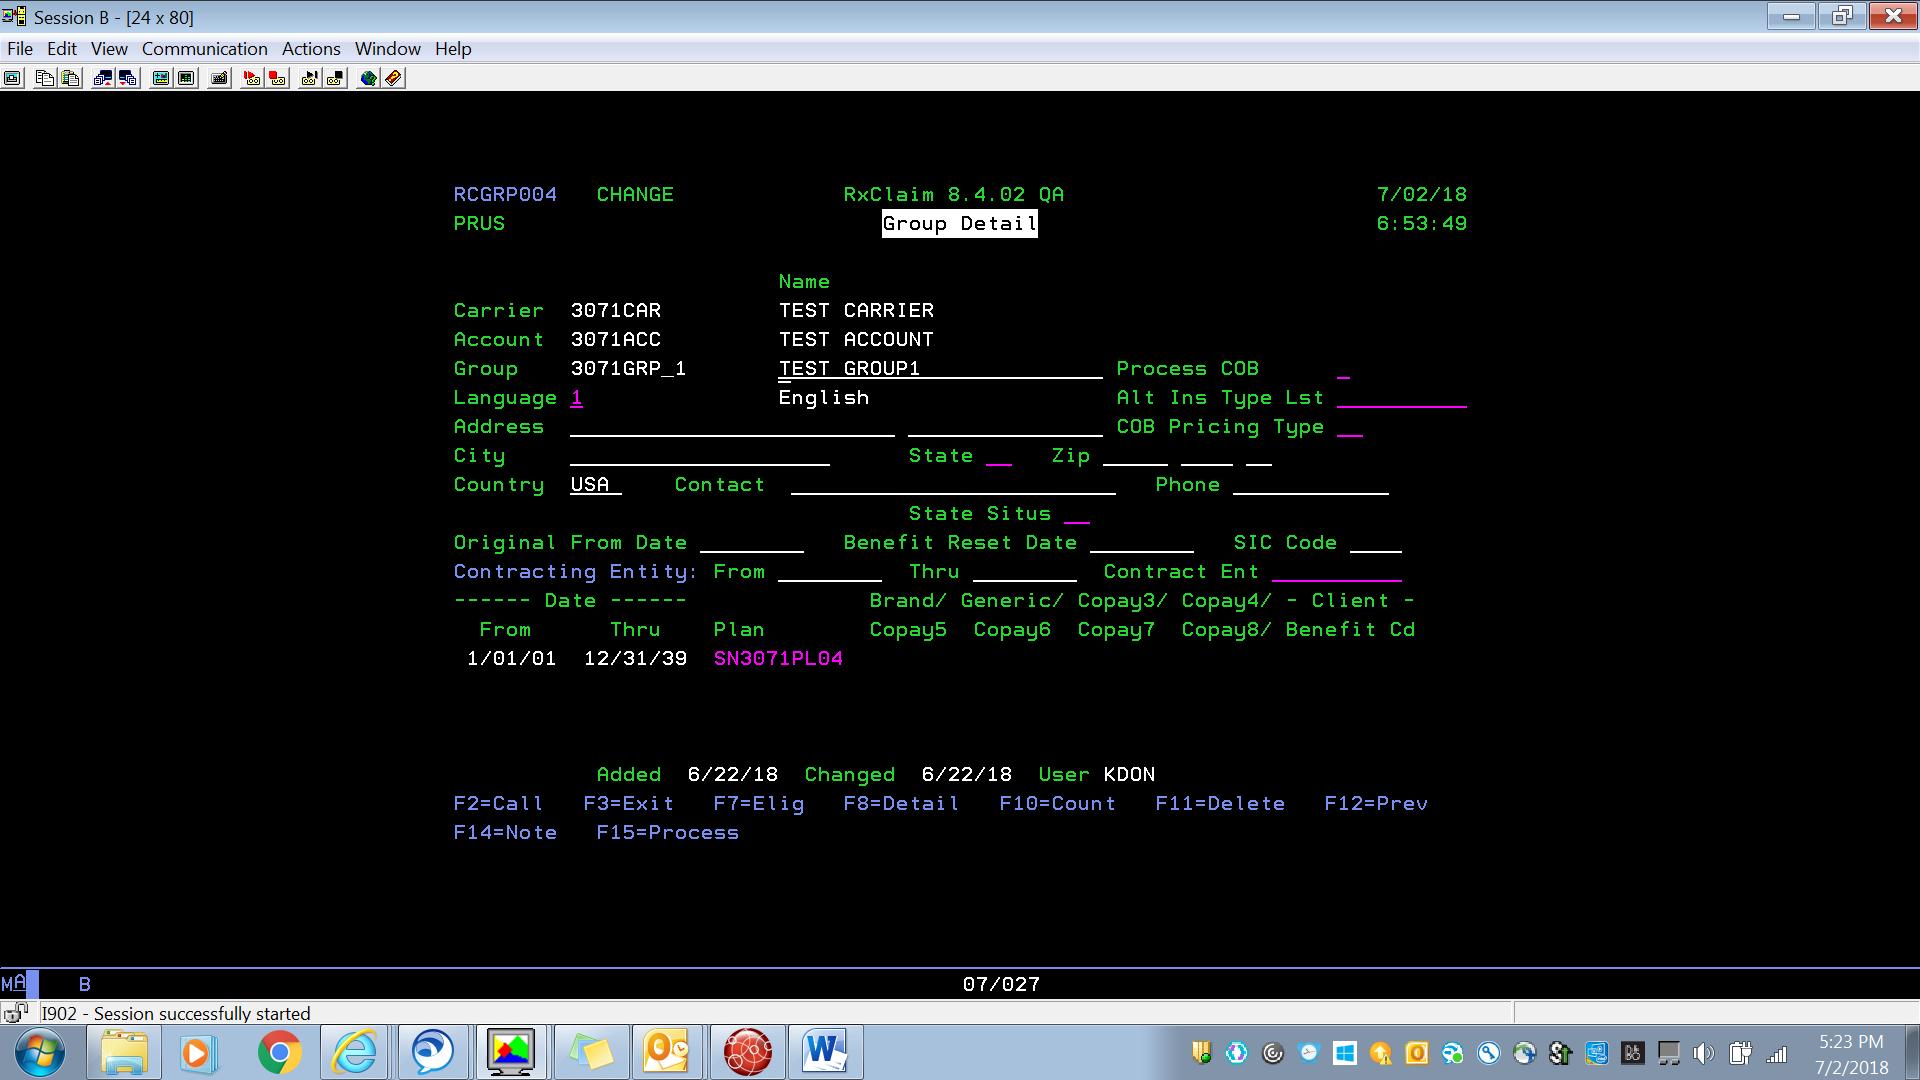 Session B - [24 x 80]
File Edit View Communication Actions Window Help
RCGRP004 CHANGE RxClaim 8.4.02 QA 7/02/18
PRUS Group Detail 6:53:49
Name
Carrier 3071CAR TEST CARRIER
Account 3071ACC TEST ACCOUNT
Group 3071GRP_1 TEST GROUP1 Process COB
Language 1 English Alt Ins Type Lst
Address COB Pricing Type
City State Zip
Country USA Contact Phone
State Situs
Original From Date Benefit Reset Date SIC Code
Contracting Entity: From Thru Contract Ent
------ Date ------ Brand/ Generic/ Copay3/ Copay4/ - Client -
From Thru Plan Copay5 Copay6 Copay7 Copay8/ Benefit Cd
1/01/01 12/31/39 SN3071PL04
Added 6/22/18 Changed 6/22/18 User KDON
F2=Call F3=Exit F7=Elig F8=Detail F10=Count F11=Delete F12=Prev
F14=Note F15=Process
MA B 07/027
I902 - Session successfully started
5:23 PM
7/2/2018